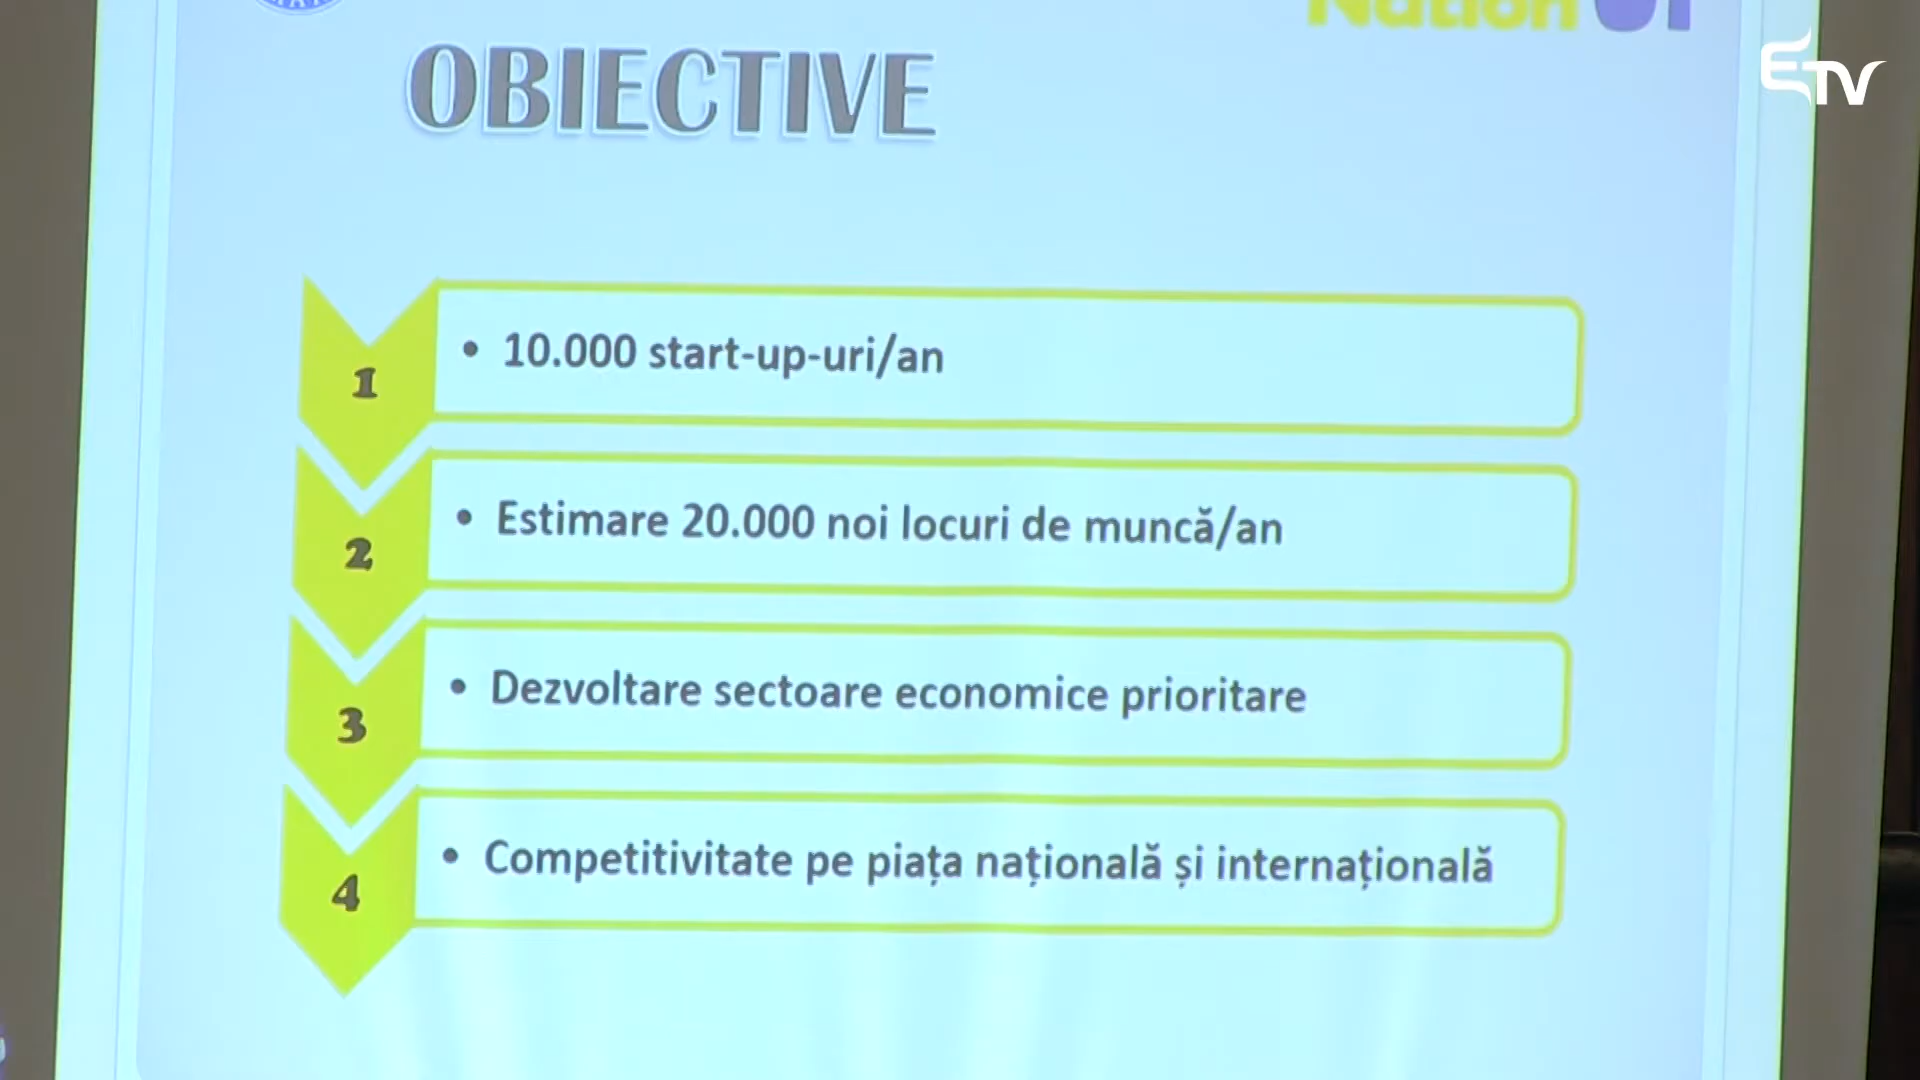 Nation
ETV
OBIECTIVE
1
• 10.000 start-up-uri/an
2
• Estimare 20.000 noi locuri de muncă/an
3
• Dezvoltare sectoare economice prioritare
4
• Competitivitate pe piața națională și internațională